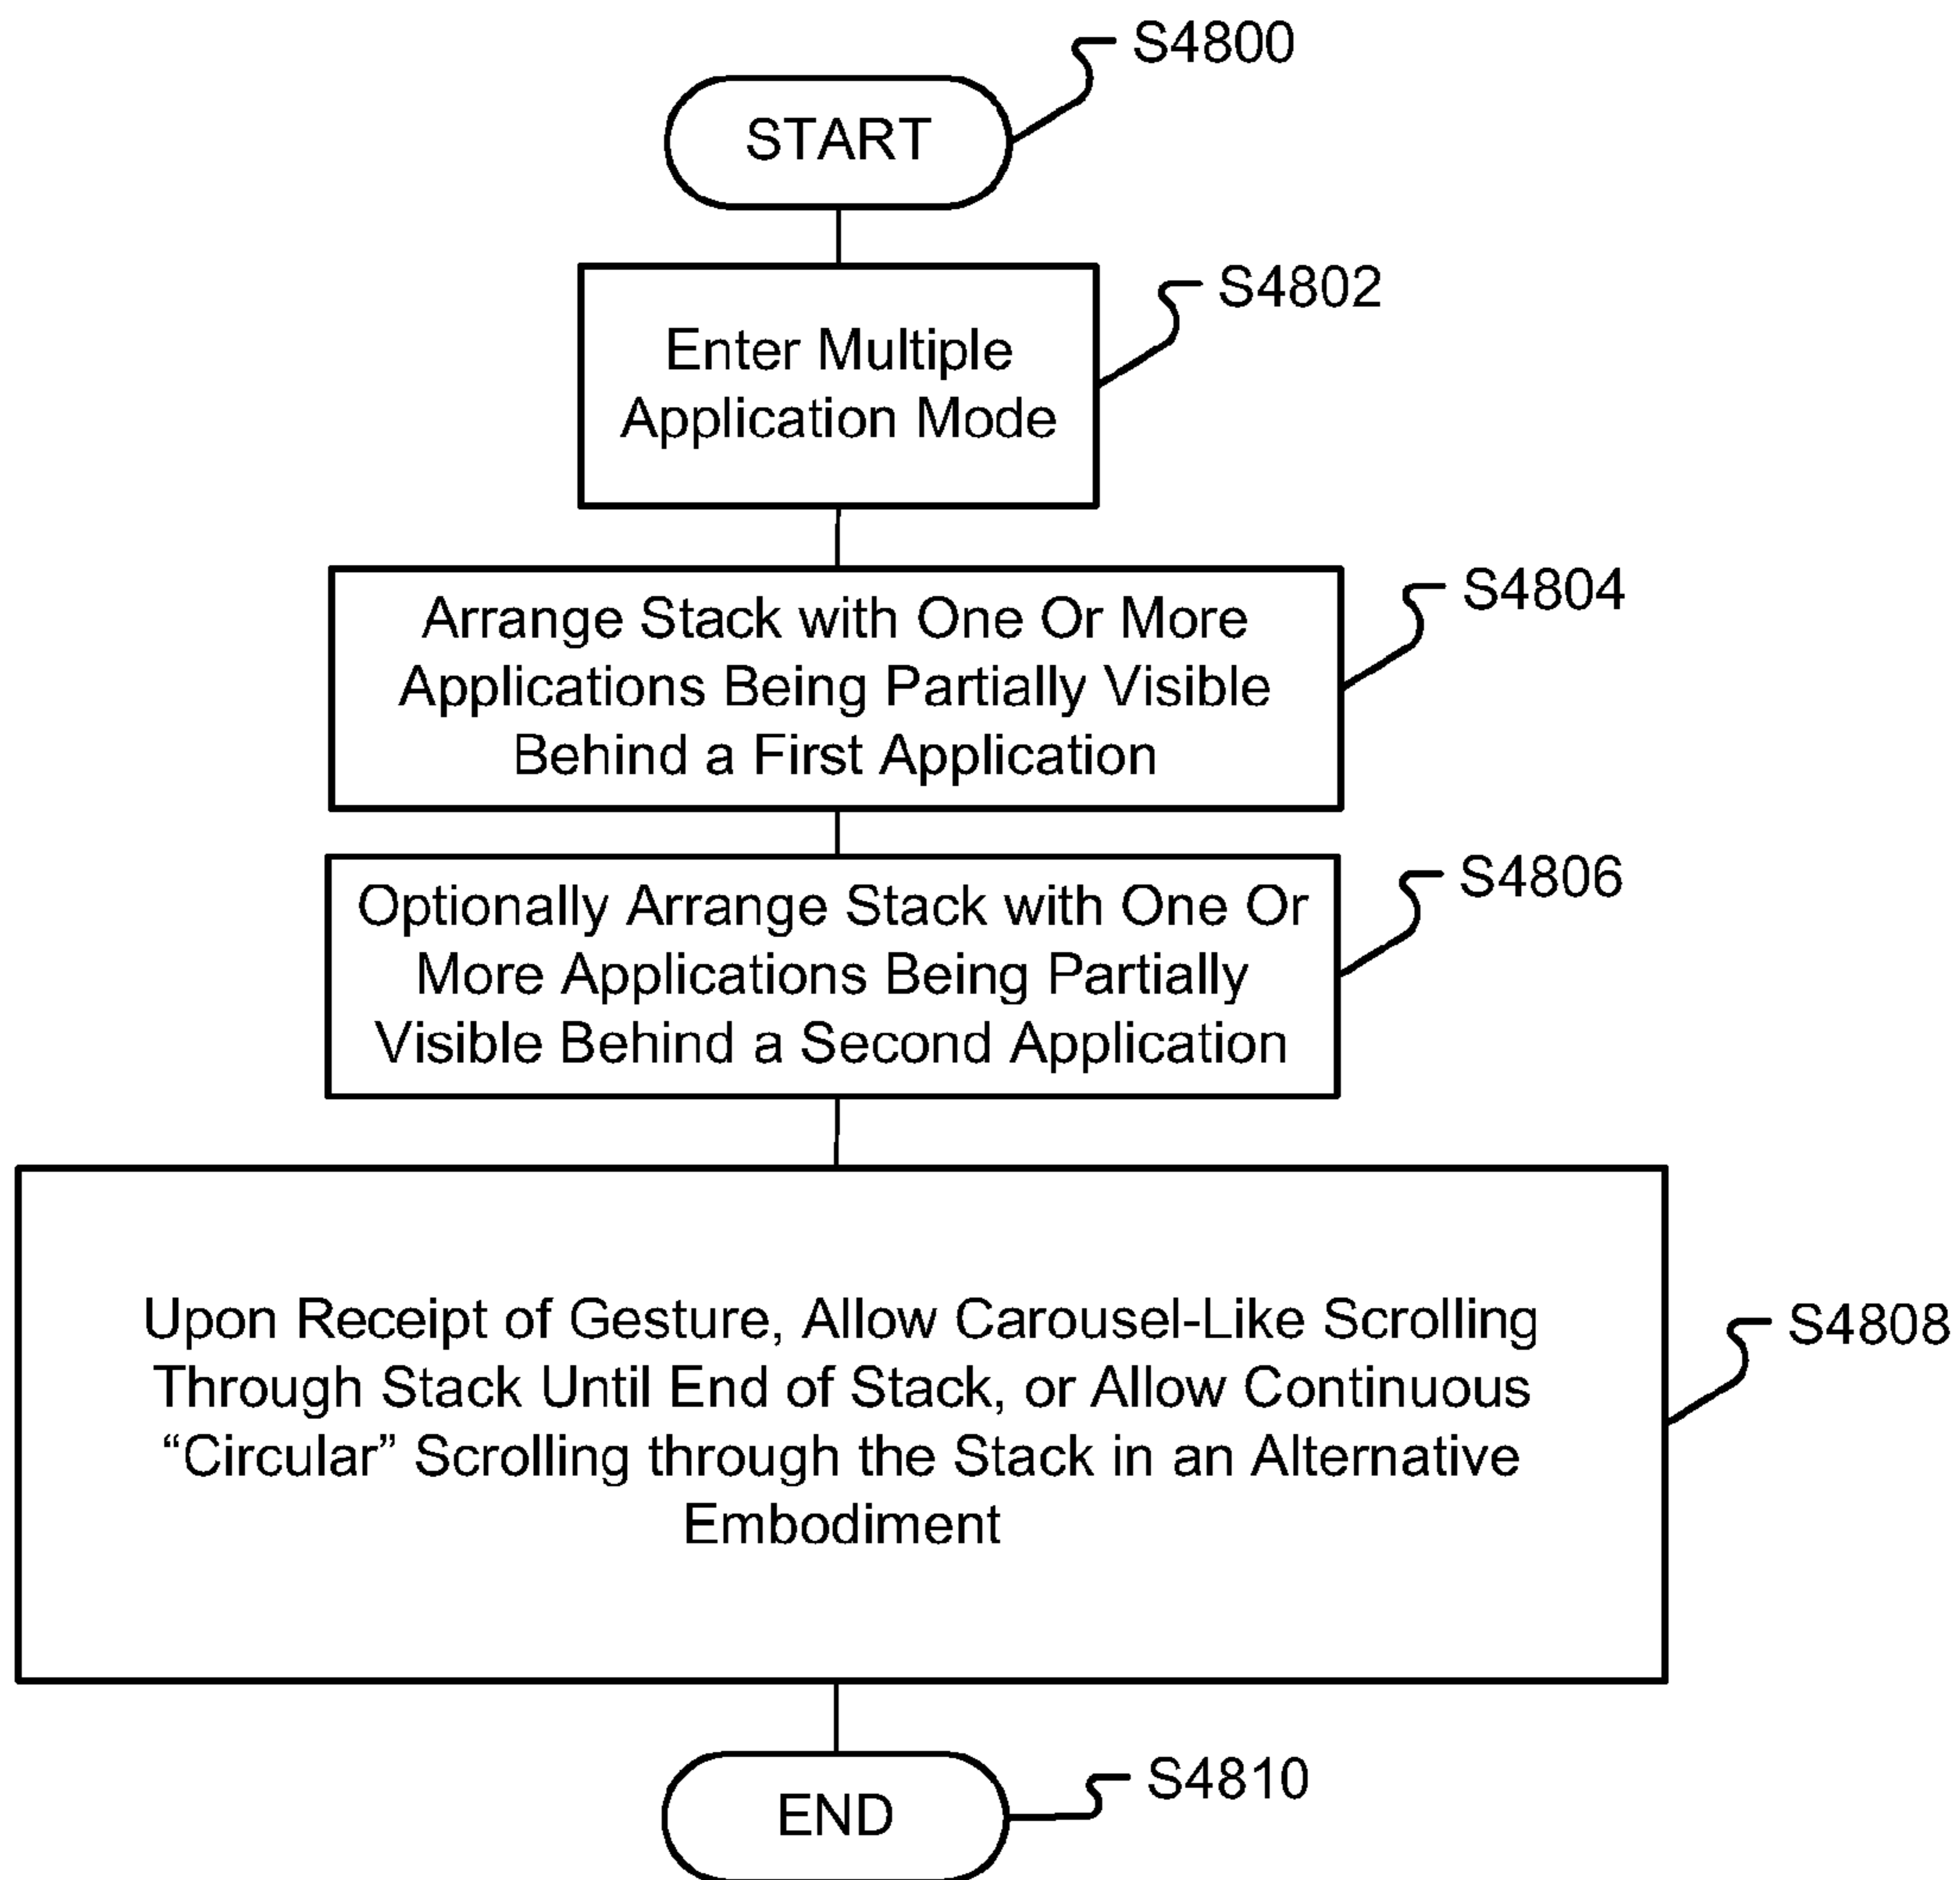 S4800
START
S4802
Enter Multiple
Application Mode
S4804
Arrange Stack with One Or More
Applications Being Partially Visible
Behind a First Application
S4806
Optionally Arrange Stack with One Or
More Applications Being Partially
Visible Behind a Second Application
S4808
Upon Receipt of Gesture, Allow Carousel-Like Scrolling
Through Stack Until End of Stack, or Allow Continuous
“Circular” Scrolling through the Stack in an Alternative
Embodiment
S4810
END